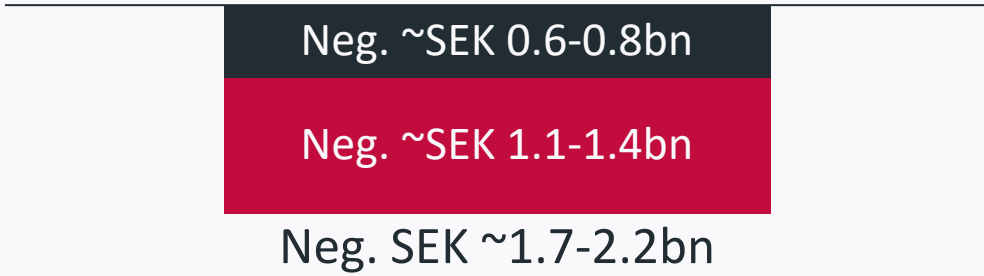 Neg. ~SEK 0.6-0.8bn
Neg. ~SEK 1.1-1.4bn
Neg. SEK ~1.7-2.2bn